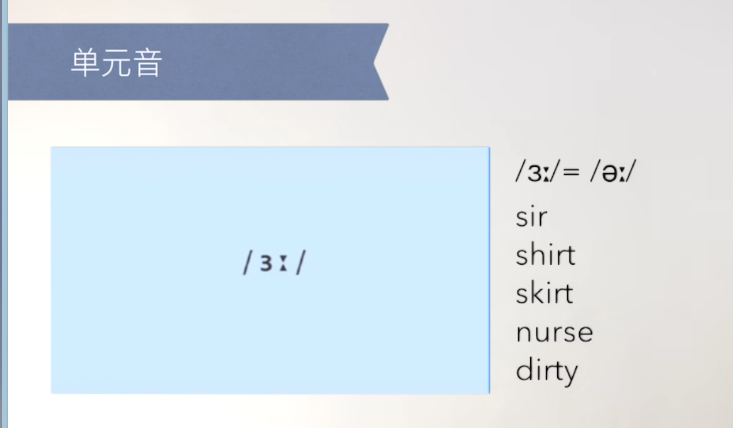 单元音
/ɜː/
/ɜː/= /əː/
sir
shirt
skirt
nurse
dirty